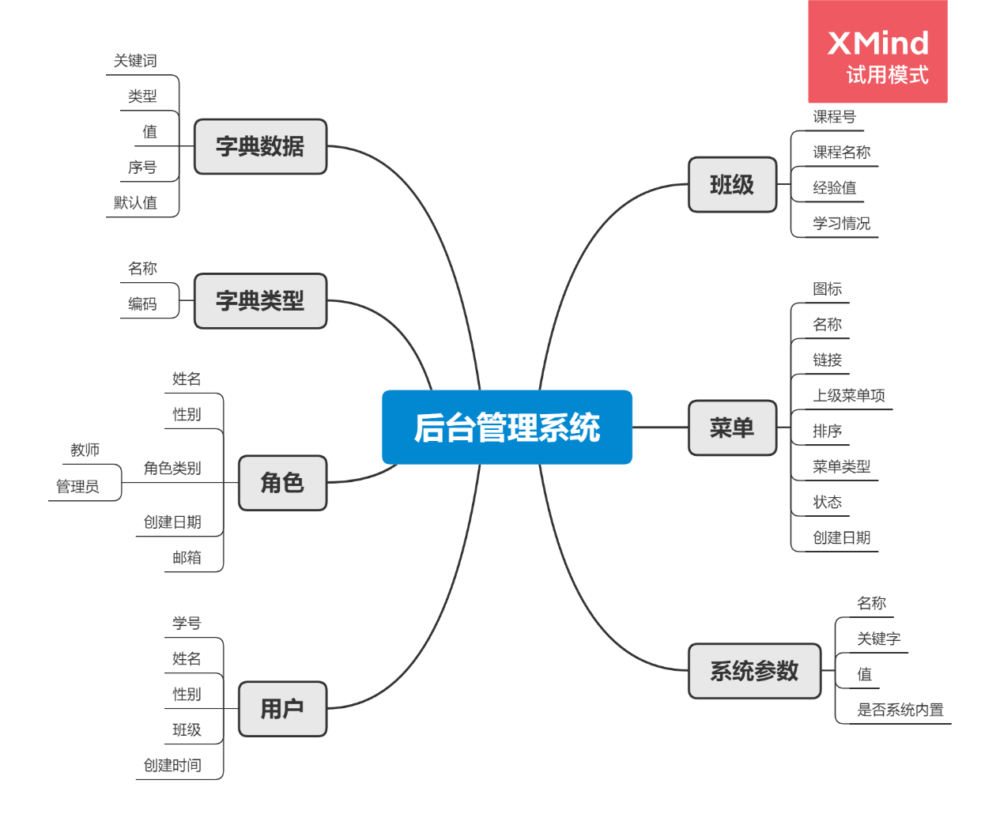 XMind
试用模式
后台管理系统
班级
课程号
课程名称
经验值
学习情况
菜单
图标
名称
链接
上级菜单项
排序
菜单类型
状态
创建日期
系统参数
名称
关键字
值
是否系统内置
字典数据
关键词
类型
值
序号
默认值
字典类型
名称
编码
角色
姓名
性别
角色类别
教师
管理员
创建日期
邮箱
用户
学号
姓名
性别
班级
创建时间